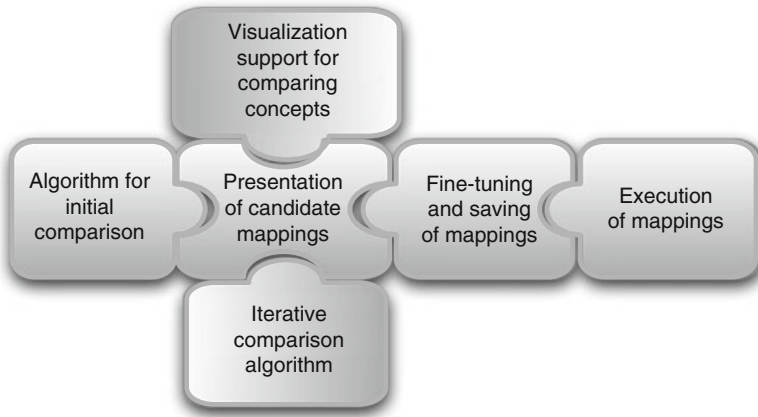 Visualization
support for
comparing
concepts
Algorithm for
initial
comparison
Presentation
of candidate
mappings
Fine-tuning
and saving
of mappings
Execution
of mappings
Iterative
comparison
algorithm